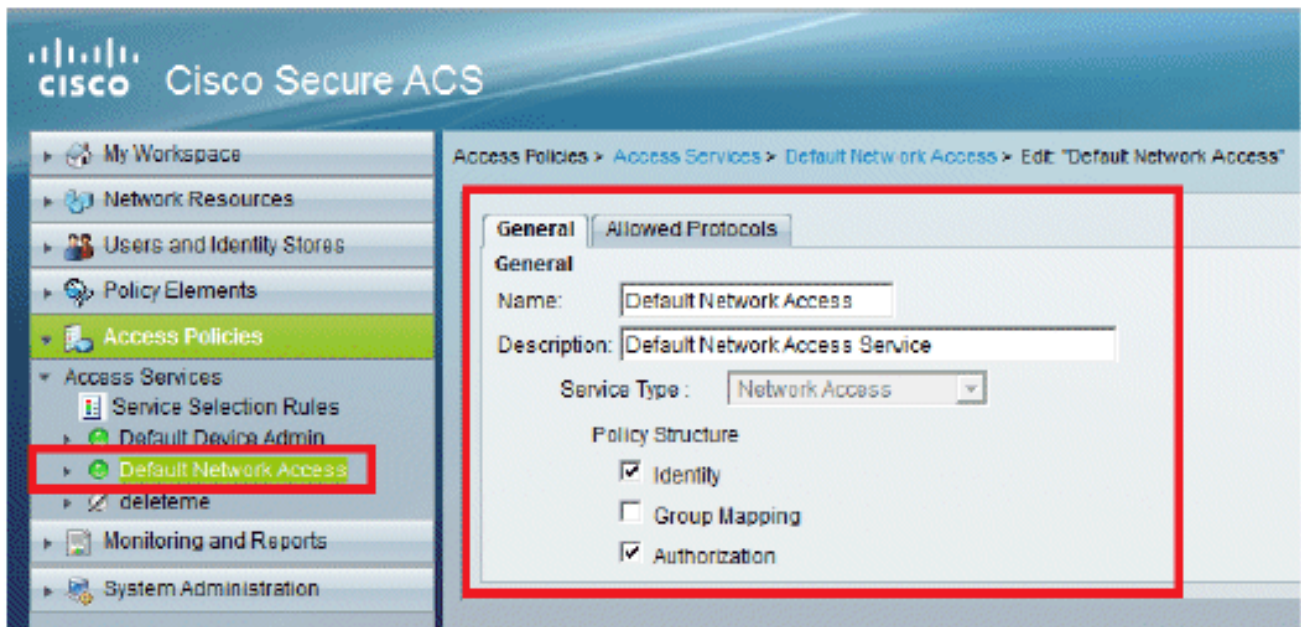 CISCO Cisco Secure ACS
My Workspace
Network Resources
Users and Identity Stores
Policy Elements
Access Policies
Access Services
Service Selection Rules
Default Device Admin
Default Network Access
deleteme
Monitoring and Reports
System Administration
Access Policies > Access Services > Default Network Access > Edit: "Default Network Access"
General Allowed Protocols
General
Name: Default Network Access
Description: Default Network Access Service
Service Type : Network Access
Policy Structure
Identity
Group Mapping
Authorization